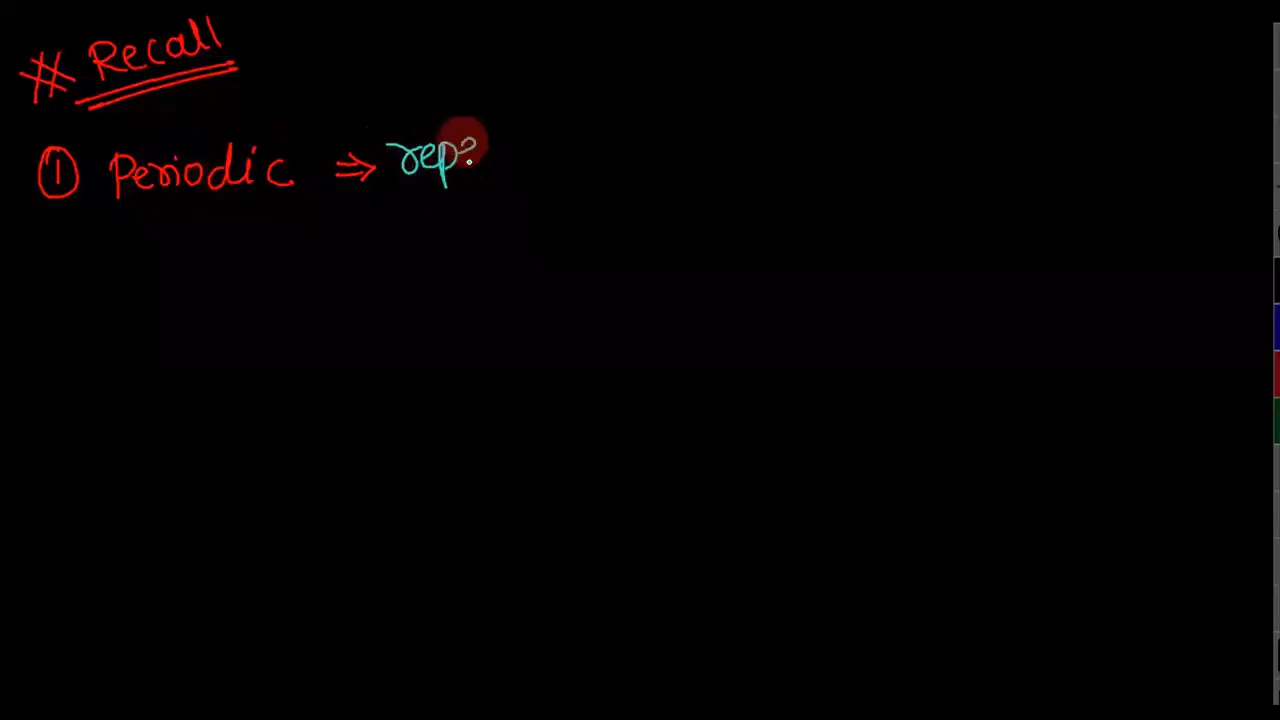 # Recall
① Periodic ⇒ rep